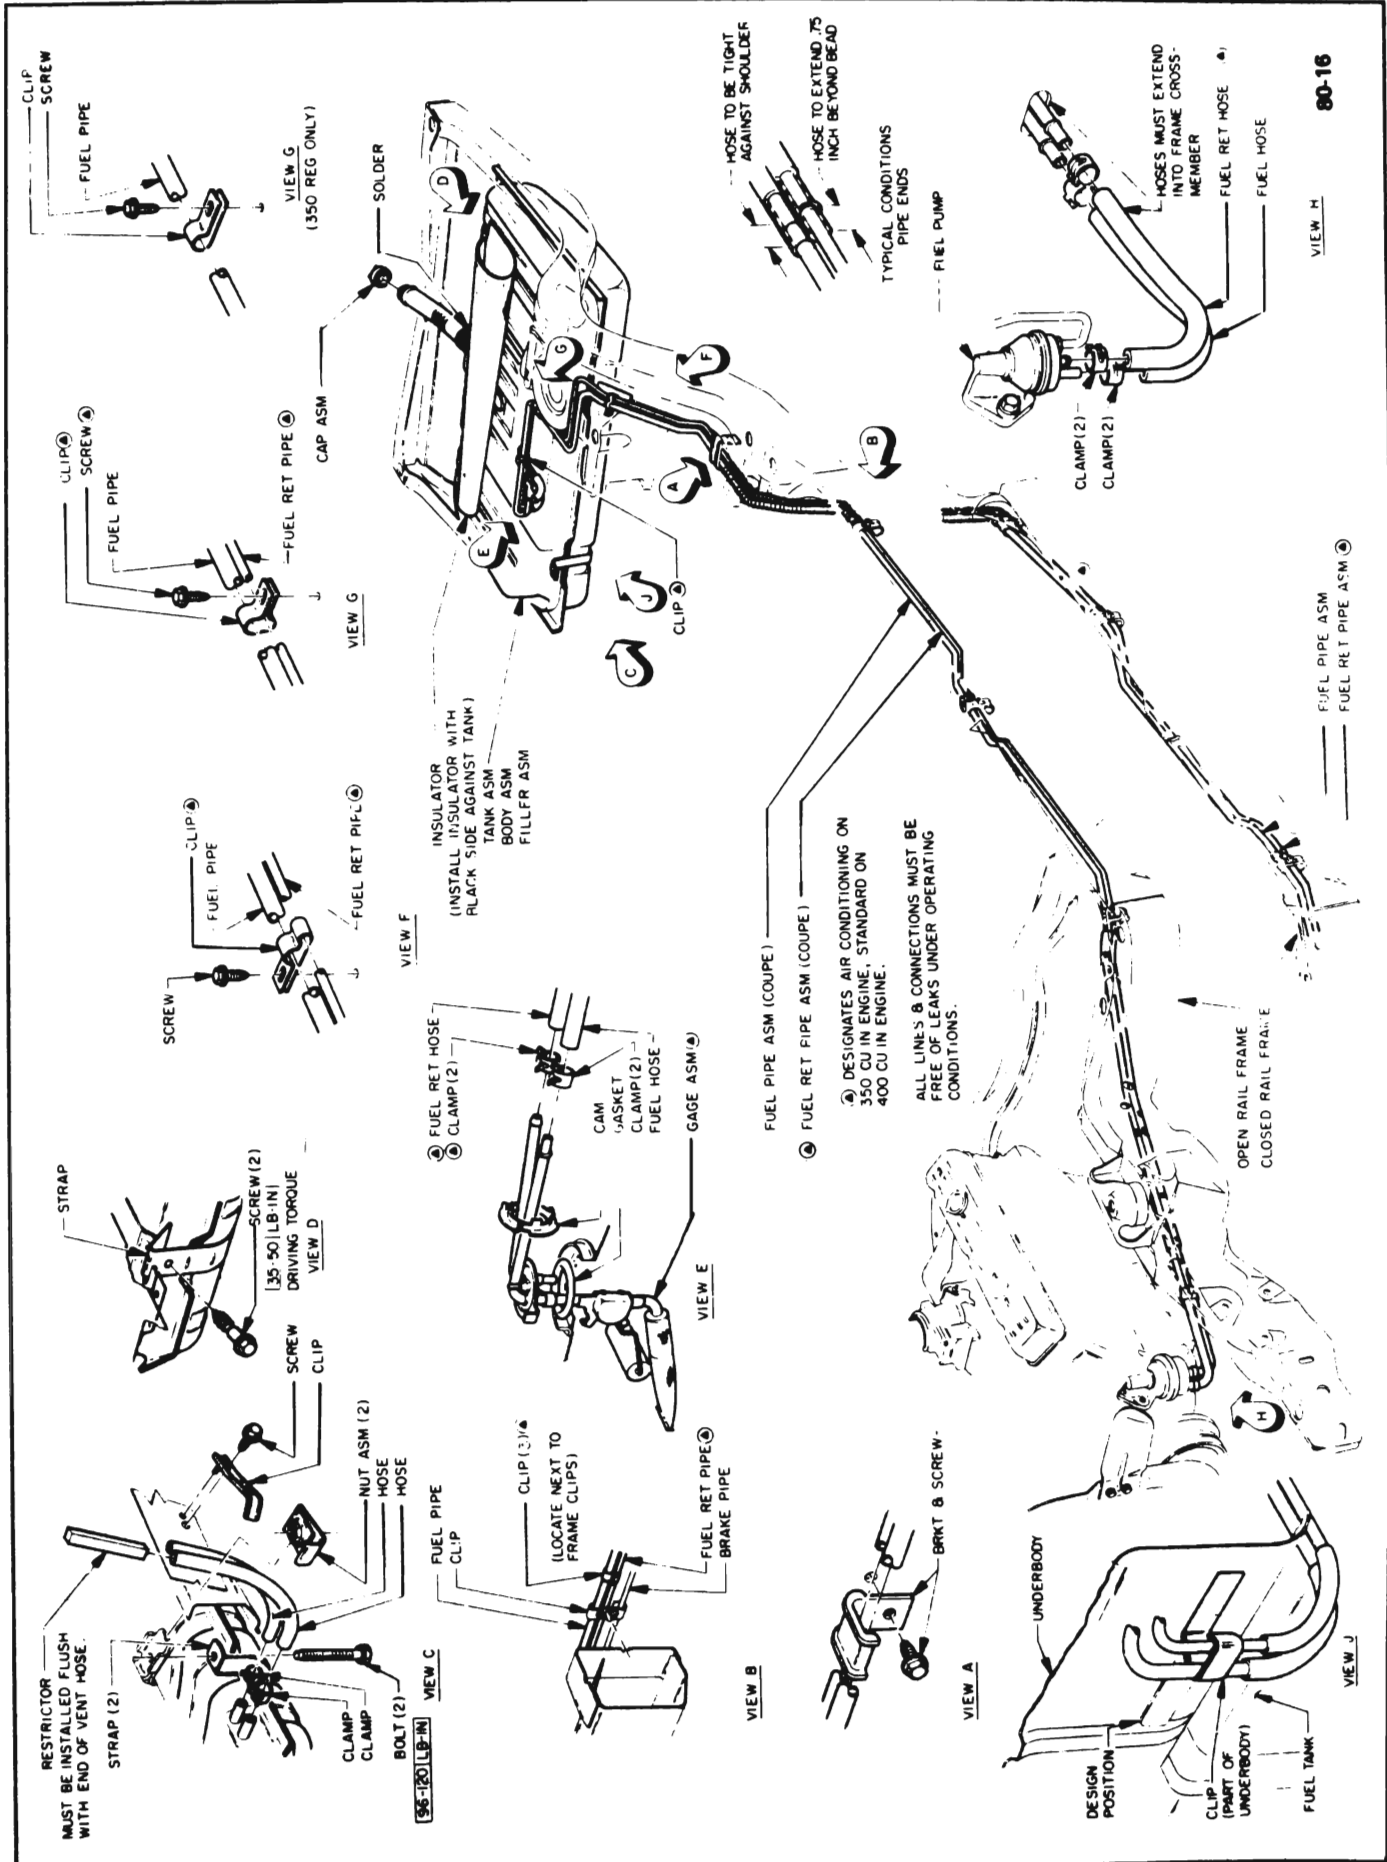 RESTRICTOR
MUST BE INSTALLED FLUSH
WITH END OF VENT HOSE.
STRAP (2)
CLAMP
CLAMP
BOLT (2)
96-120 LB-IN
VIEW C
NUT ASM (2)
HOSE
HOSE
SCREW
CLIP
STRAP
SCREW (2)
35-50 LB-IN
DRIVING TORQUE
VIEW D
SCREW
FUEL PIPE
CLIP
FUEL RET PIPE
VIEW F
CLIP
SCREW
FUEL PIPE
FUEL RET PIPE
VIEW G
CLIP
SCREW
FUEL PIPE
VIEW G
(350 REG ONLY)
FUEL PIPE
CLIP
CLIP
(LOCATE NEXT TO
FRAME CLIPS)
FUEL RET PIPE
BRAKE PIPE
VIEW B
FUEL RET HOSE
CLAMP (2)
CAM
GASKET
CLAMP (2)
FUEL HOSE
GAGE ASM
VIEW E
INSULATOR
(INSTALL INSULATOR WITH
BLACK SIDE AGAINST TANK)
TANK ASM
BODY ASM
FILLER ASM
CAP ASM
SOLDER
D
E
G
F
A
B
C
J
CLIP
HOSE TO BE TIGHT
AGAINST SHOULDER
HOSE TO EXTEND .75
INCH BEYOND BEAD
TYPICAL CONDITIONS
PIPE ENDS
BRKT & SCREW
VIEW A
FUEL PIPE ASM (COUPE)
FUEL RET PIPE ASM (COUPE)
DESIGNATES AIR CONDITIONING ON
350 CU IN ENGINE, STANDARD ON
400 CU IN ENGINE.
ALL LINES & CONNECTIONS MUST BE
FREE OF LEAKS UNDER OPERATING
CONDITIONS.
FUEL PUMP
CLAMP (2)
CLAMP (2)
HOSES MUST EXTEND
INTO FRAME CROSS-
MEMBER
FUEL RET HOSE
FUEL HOSE
VIEW H
UNDERBODY
DESIGN
POSITION
CLIP
(PART OF
UNDERBODY)
FUEL TANK
VIEW J
H
OPEN RAIL FRAME
CLOSED RAIL FRAME
FUEL PIPE ASM
FUEL RET PIPE ASM
80-16